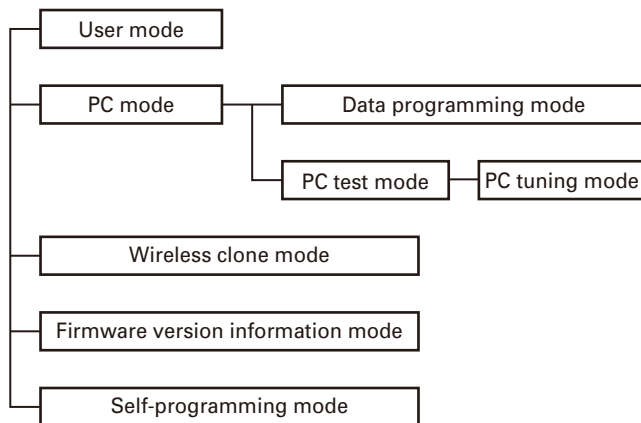 User mode
PC mode
Data programming mode
PC test mode
PC tuning mode
Wireless clone mode
Firmware version information mode
Self-programming mode